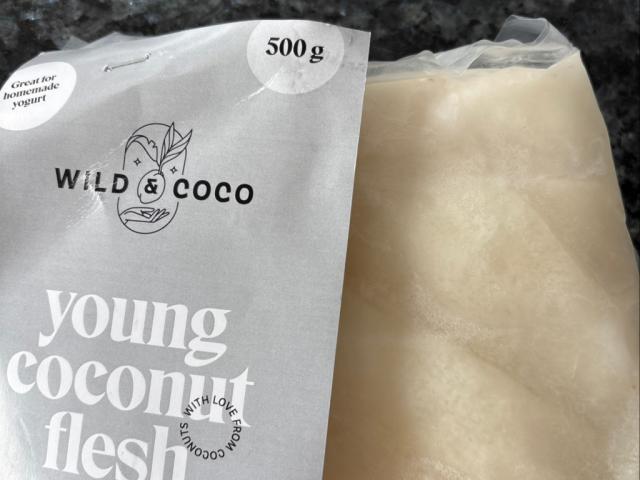 500 g
Great for
homemade
yogurt
WILD & COCO
young
coconut
flesh
WITH LOVE FROM COCONUTS